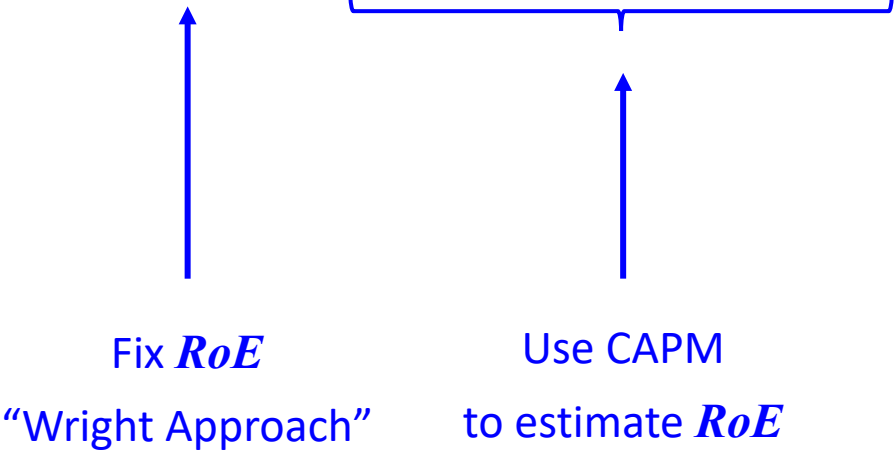 Fix RoE
“Wright Approach”
Use CAPM
to estimate RoE